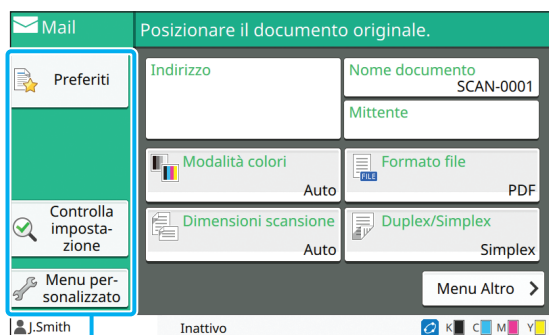 Mail
Posizionare il documento originale.
Preferiti
Controlla
imposta-
zione
Menu per-
sonalizzato
Indirizzo
Nome documento
SCAN-0001
Mittente
Modalità colori
Auto
Formato file
FILE
PDF
Dimensioni scansione
Auto
Duplex/Simplex
Simplex
Menu Altro
J.Smith
Inattivo
K C M Y